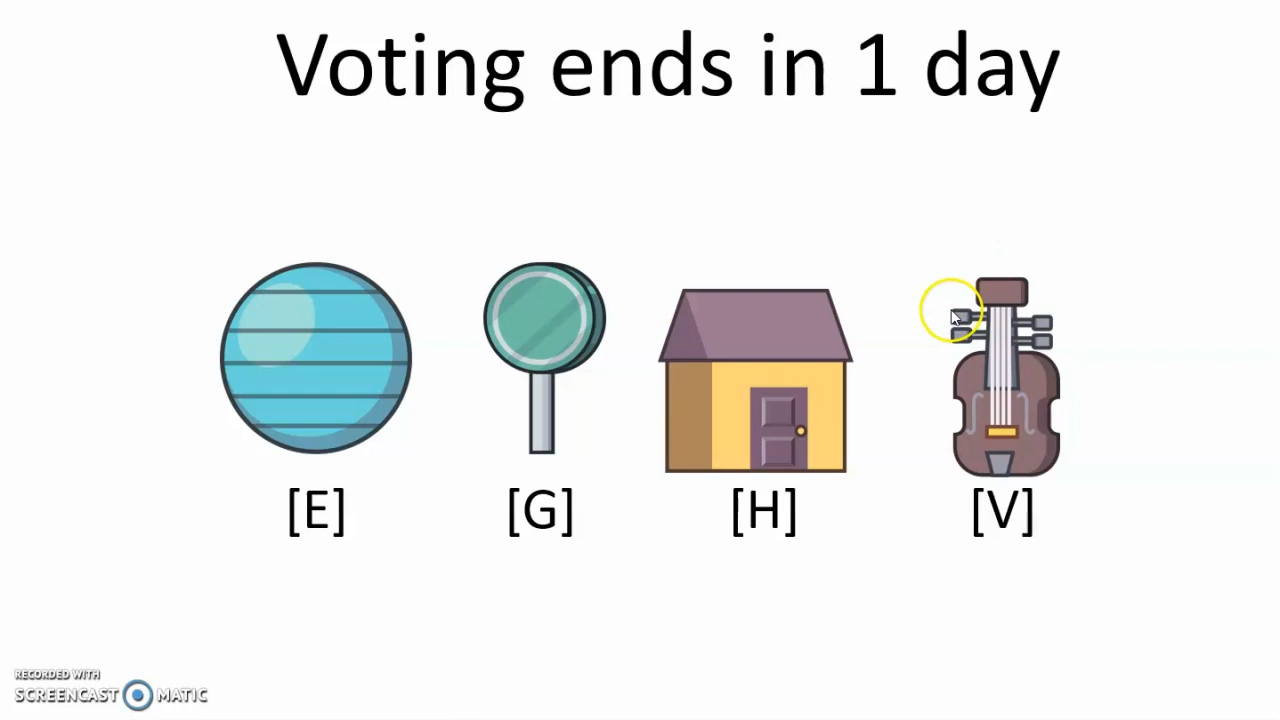 Voting ends in 1 day
[E] [G] [H] [V]
RECORDED WITH
SCREENCAST MATIC